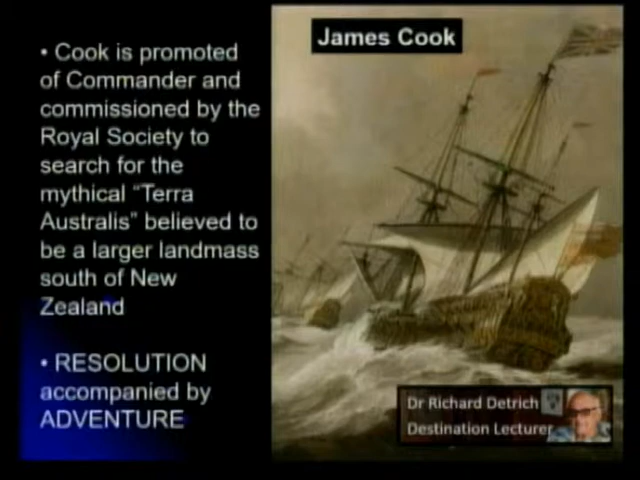 James Cook
• Cook is promoted
of Commander and
commissioned by the
Royal Society to
search for the
mythical “Terra
Australis” believed to
be a larger landmass
south of New
Zealand
• RESOLUTION
accompanied by
ADVENTURE
Dr Richard Detrich
Destination Lecturer